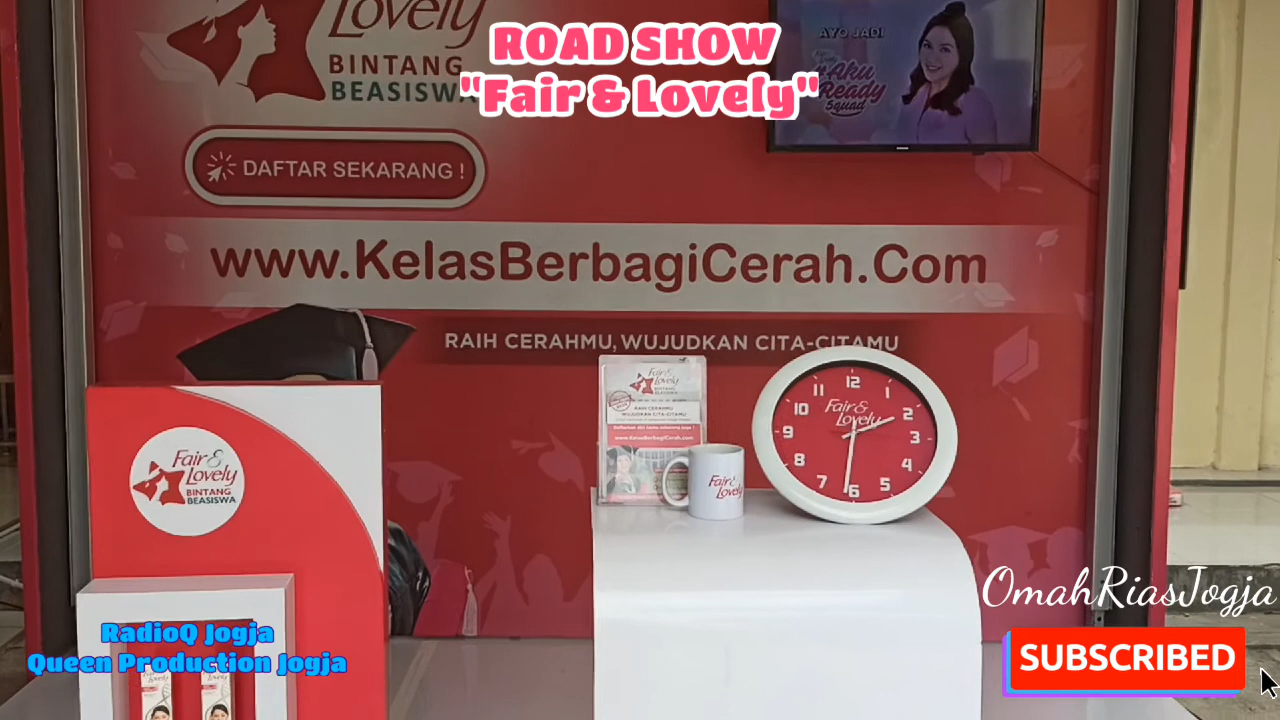 Lovely
BINTANG
BEASISWA
ROAD SHOW
"Fair & Lovely"
AYO JADI
#Aku
Ready
Squad
DAFTAR SEKARANG !
www.KelasBerbagiCerah.Com
RAIH CERAHMU, WUJUDKAN CITA-CITAMU
Fair &
Lovely
BINTANG
BEASISWA
Fair &
Lovely
BINTANG
BEASISWA
RAIH CERAHMU
WUJUDKAN CITA-CITAMU
www.KelasBerbagiCerah.com
Fair &
Lovely
12
11 1
10 2
Fair &
Lovely
9 3
8 4
7 6 5
OmahRiasJogja
SUBSCRIBED
RadioQ Jogja
Queen Production Jogja